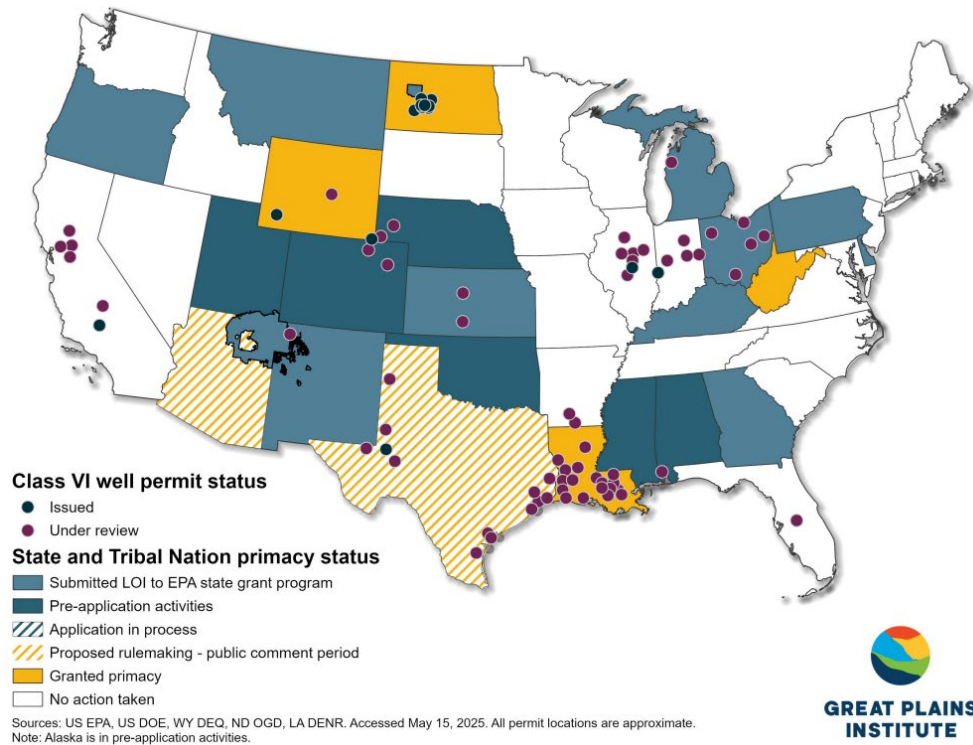 Class VI well permit status
Issued
Under review
State and Tribal Nation primacy status
Submitted LOI to EPA state grant program
Pre-application activities
Application in process
Proposed rulemaking - public comment period
Granted primacy
No action taken
Sources: US EPA, US DOE, WY DEQ, ND OGD, LA DENR. Accessed May 15, 2025. All permit locations are approximate.
Note: Alaska is in pre-application activities.
GREAT PLAINS
INSTITUTE